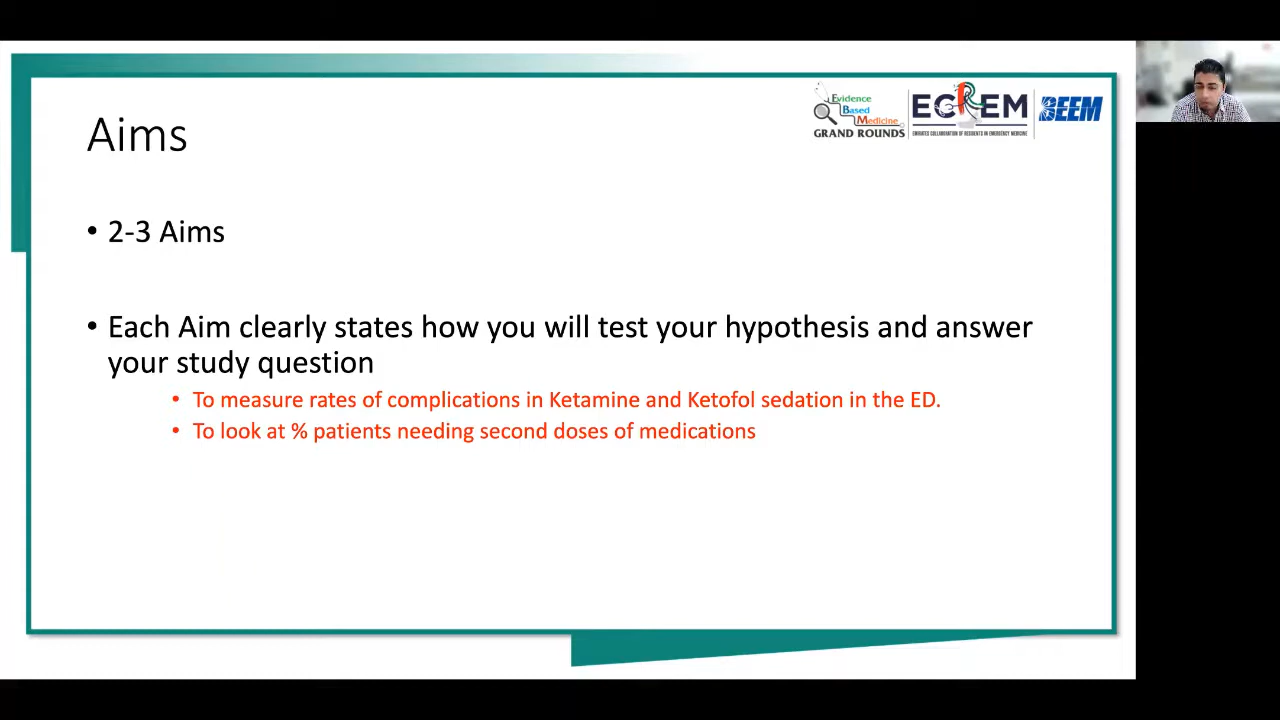 Aims
Evidence
Based
Medicine
GRAND ROUNDS
ECREM
EMIRATES COLLABORATION OF RESIDENTS IN EMERGENCY MEDICINE
BEEM
• 2-3 Aims
• Each Aim clearly states how you will test your hypothesis and answer
your study question
• To measure rates of complications in Ketamine and Ketofol sedation in the ED.
• To look at % patients needing second doses of medications